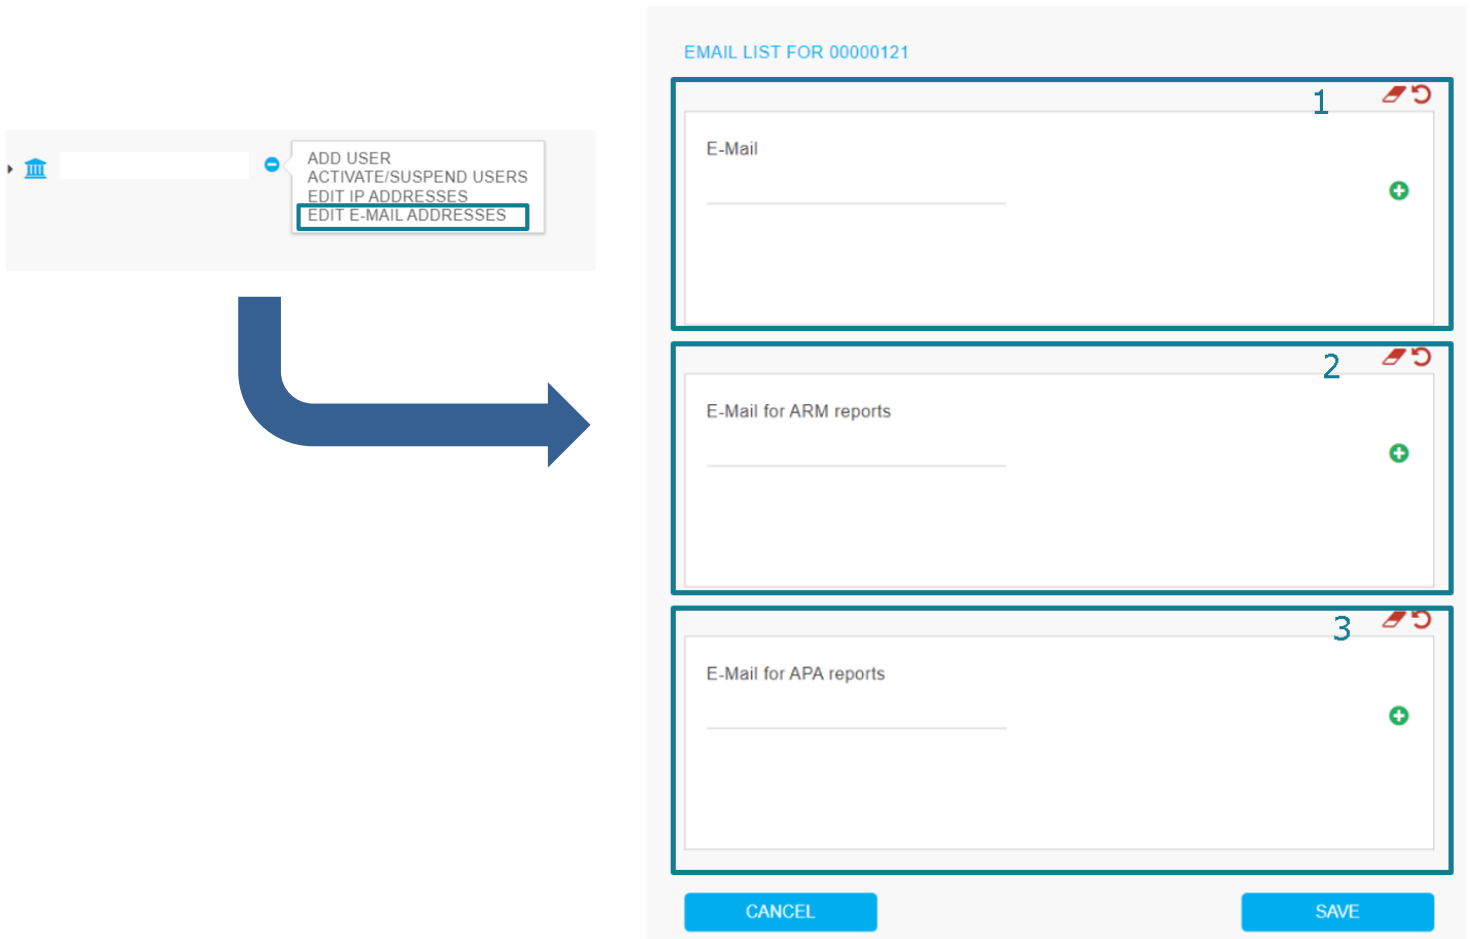 ADD USER
ACTIVATE/SUSPEND USERS
EDIT IP ADDRESSES
EDIT E-MAIL ADDRESSES
EMAIL LIST FOR 00000121
1
E-Mail
2
E-Mail for ARM reports
3
E-Mail for APA reports
CANCEL
SAVE